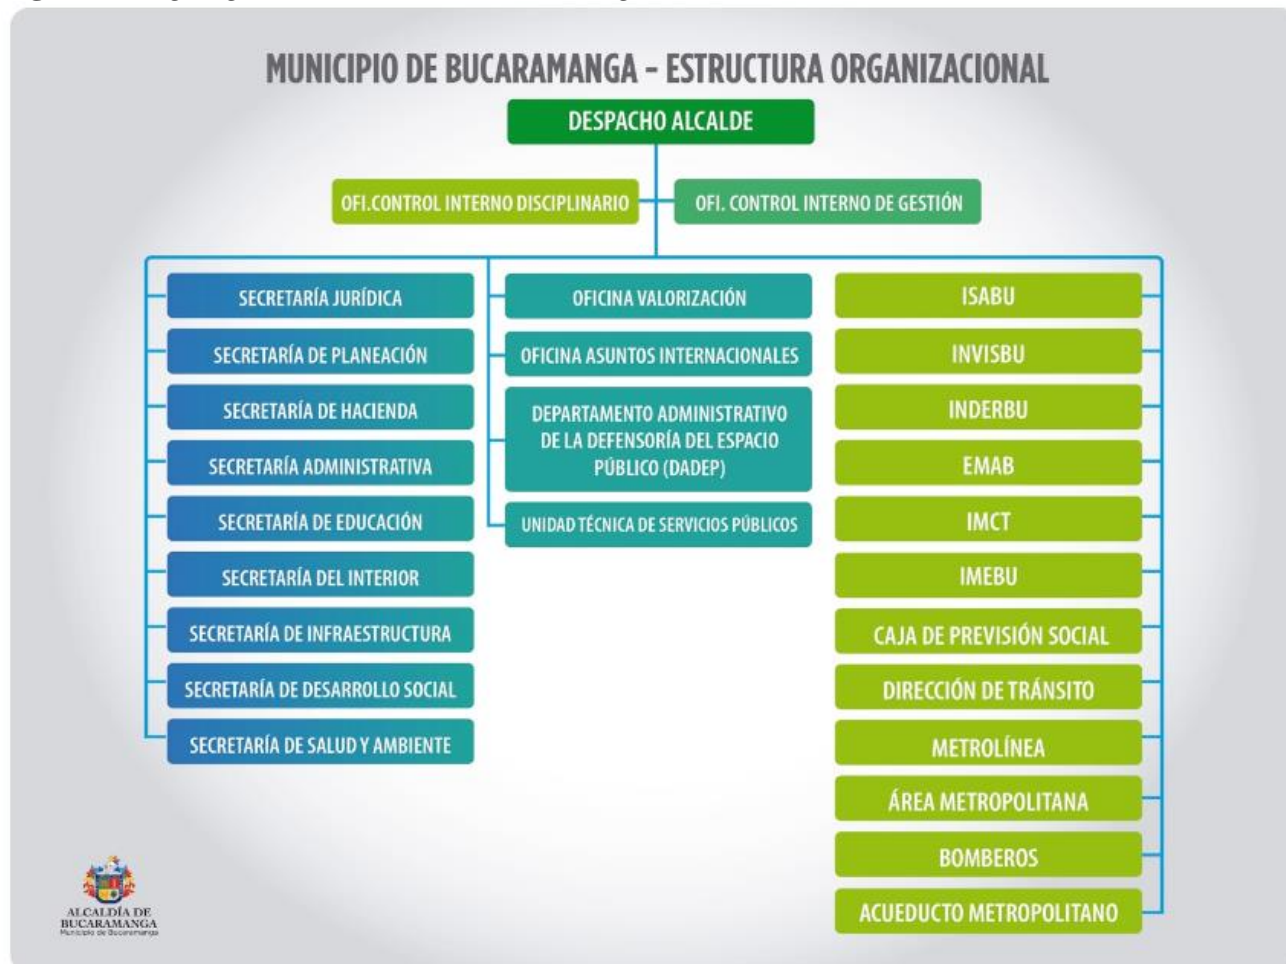 MUNICIPIO DE BUCARAMANGA – ESTRUCTURA ORGANIZACIONAL
DESPACHO ALCALDE
OFI.CONTROL INTERNO DISCIPLINARIO
OFI. CONTROL INTERNO DE GESTIÓN
SECRETARÍA JURÍDICA
SECRETARÍA DE PLANEACIÓN
SECRETARÍA DE HACIENDA
SECRETARÍA ADMINISTRATIVA
SECRETARÍA DE EDUCACIÓN
SECRETARÍA DEL INTERIOR
SECRETARÍA DE INFRAESTRUCTURA
SECRETARÍA DE DESARROLLO SOCIAL
SECRETARÍA DE SALUD Y AMBIENTE
OFICINA VALORIZACIÓN
OFICINA ASUNTOS INTERNACIONALES
DEPARTAMENTO ADMINISTRATIVO
DE LA DEFENSORÍA DEL ESPACIO
PÚBLICO (DADEP)
UNIDAD TÉCNICA DE SERVICIOS PÚBLICOS
ISABU
INVISBU
INDERBU
EMAB
IMCT
IMEBU
CAJA DE PREVISIÓN SOCIAL
DIRECCIÓN DE TRÁNSITO
METROLÍNEA
ÁREA METROPOLITANA
BOMBEROS
ACUEDUCTO METROPOLITANO
ALCALDÍA DE
BUCARAMANGA
Municipio de Bucaramanga